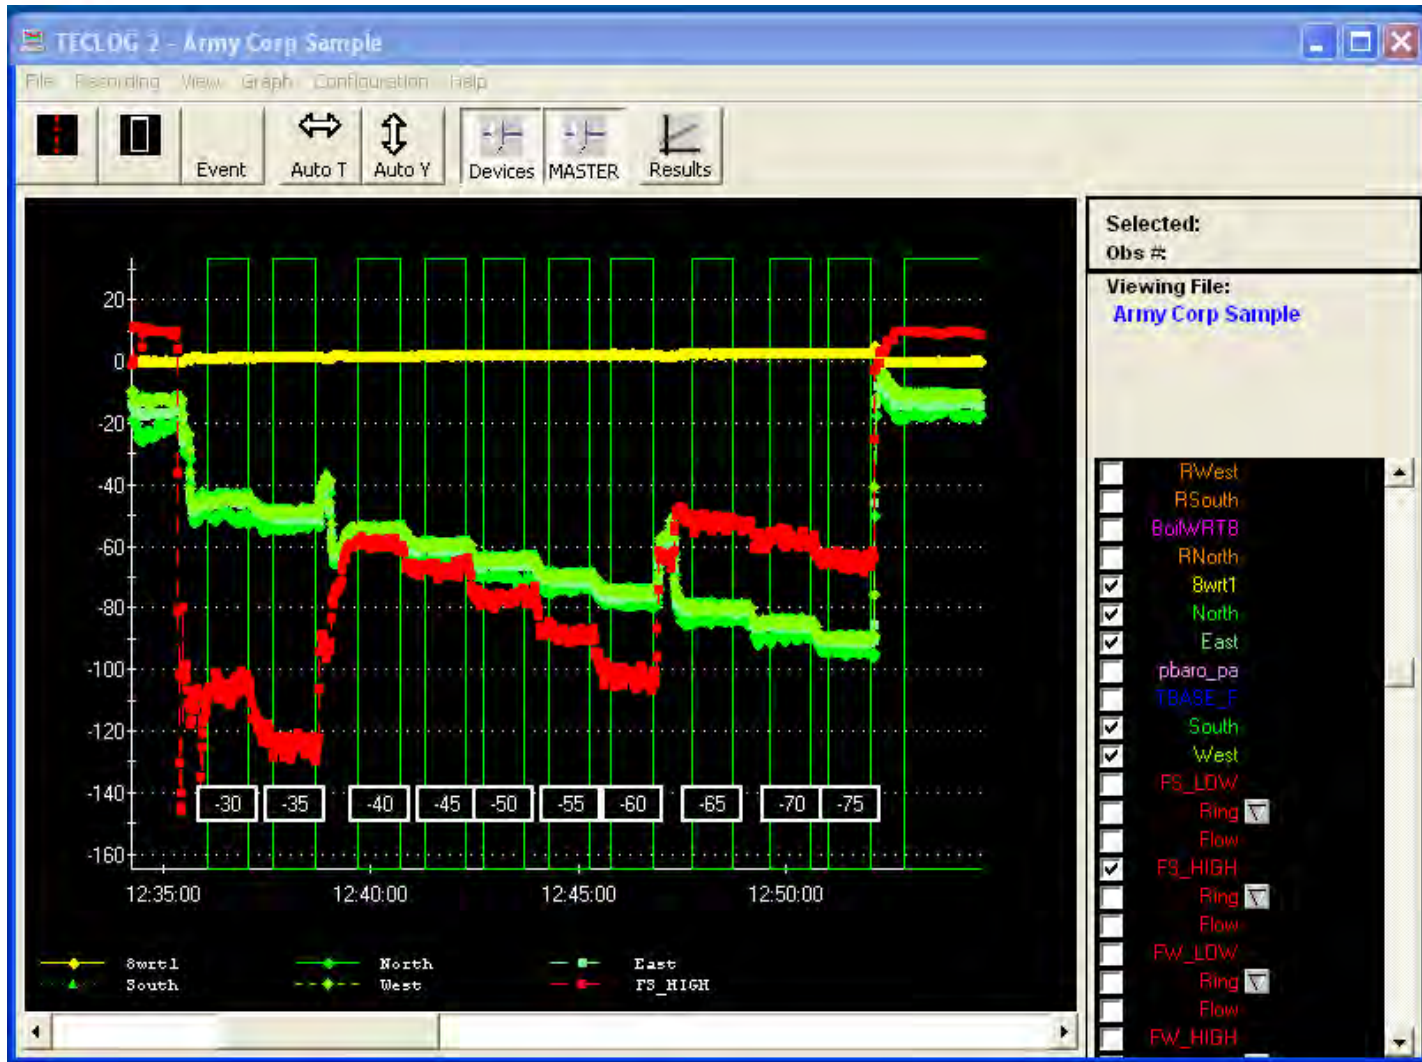 TECLOG 2 - Army Corp Sample
File Recording View Graph Configuration Help
Event Auto T Auto Y Devices MASTER Results
Selected:
Obs #:
Viewing File:
Army Corp Sample
20
0
-20
-40
-60
-80
-100
-120
-140
-160
-30 -35 -40 -45 -50 -55 -60 -65 -70 -75
12:35:00 12:40:00 12:45:00 12:50:00
8wrt1 North East
South West FS_HIGH
RWest
RSouth
BoilWRTB
RNorth
8wrt1
North
East
pbaro_pa
TBASE_F
South
West
FS_LOW
Ring
Flow
FS_HIGH
Ring
Flow
FW_LOW
Ring
Flow
FW_HIGH